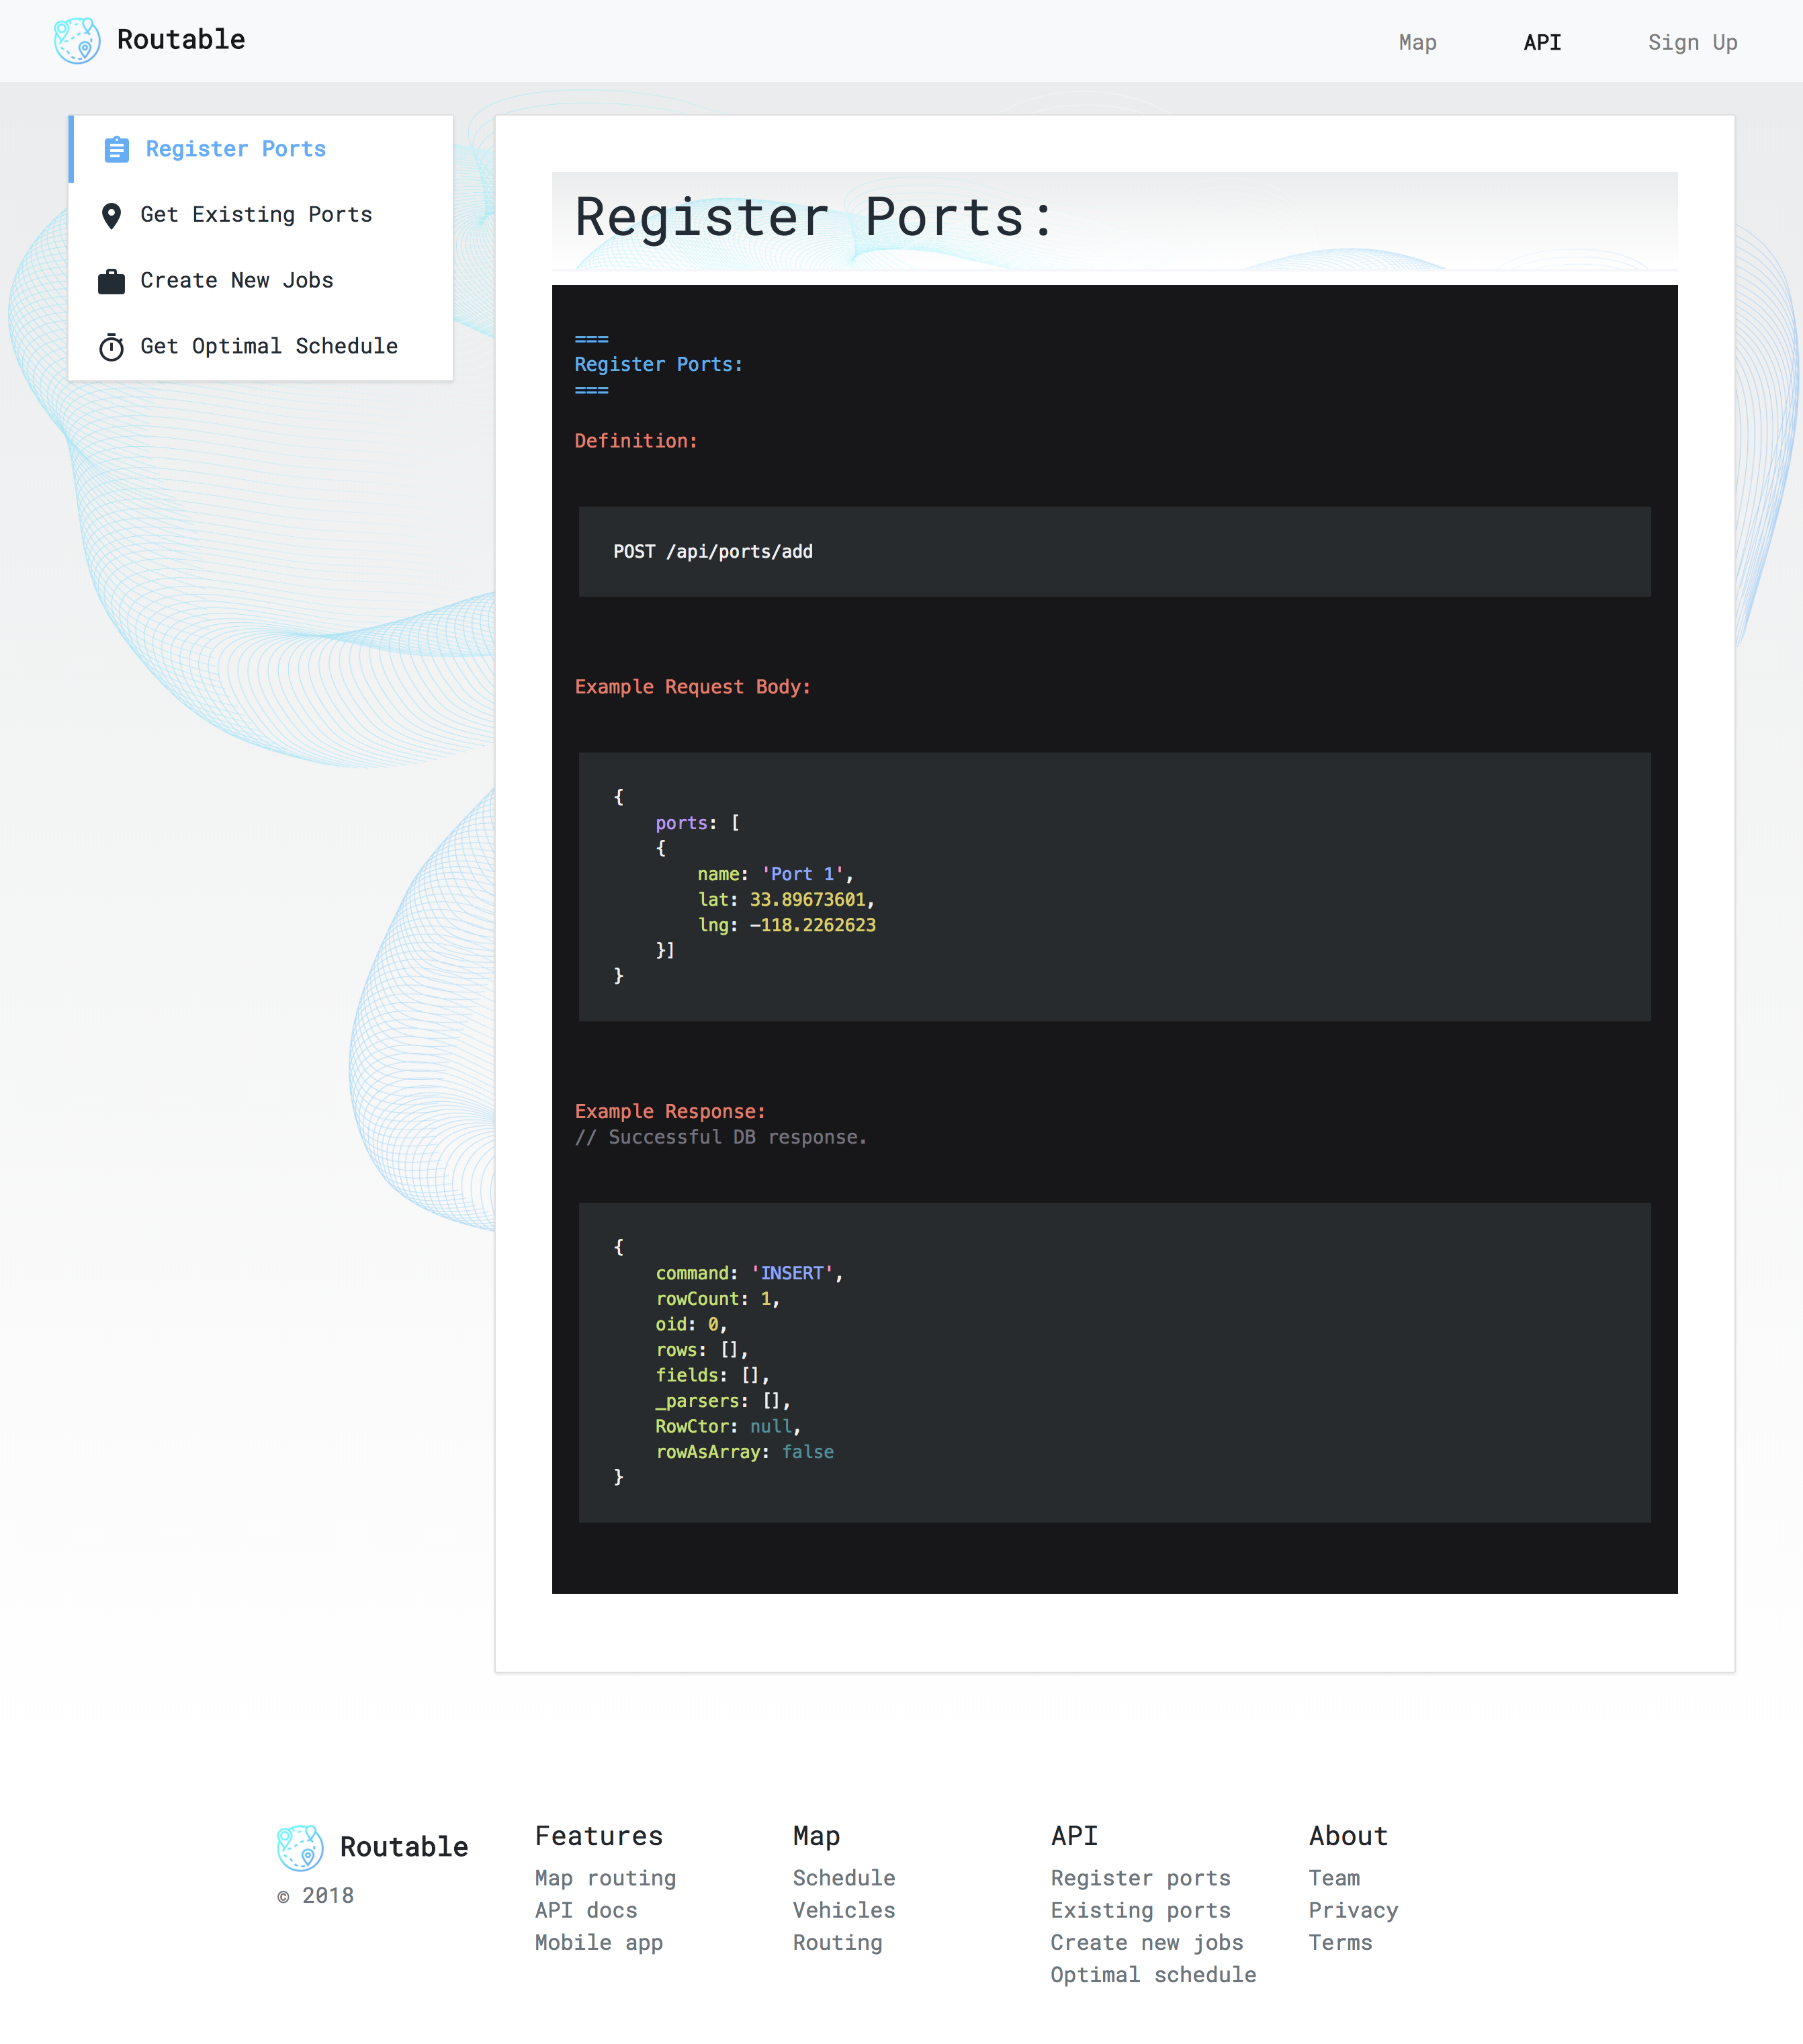 Routable
Map
API
Sign Up
Register Ports
Get Existing Ports
Create New Jobs
Get Optimal Schedule
Register Ports:
===
Register Ports:
===
Definition:
POST /api/ports/add
Example Request Body:
{
    ports: [
    {
        name: 'Port 1',
        lat: 33.89673601,
        lng: -118.2262623
    }]
}
Example Response:
// Successful DB response.
{
    command: 'INSERT',
    rowCount: 1,
    oid: 0,
    rows: [],
    fields: [],
    _parsers: [],
    RowCtor: null,
    rowAsArray: false
}
Routable
© 2018
Features
Map routing
API docs
Mobile app
Map
Schedule
Vehicles
Routing
API
Register ports
Existing ports
Create new jobs
Optimal schedule
About
Team
Privacy
Terms